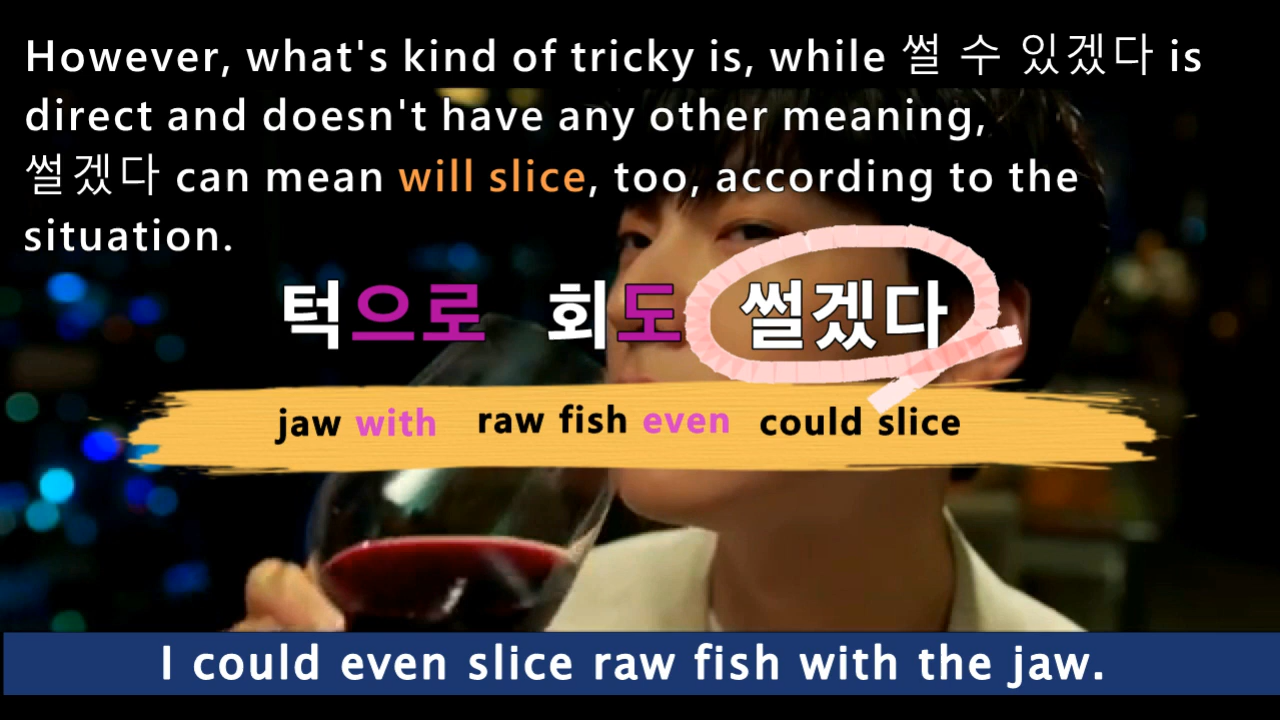 However, what's kind of tricky is, while 썰 수 있겠다 is
direct and doesn't have any other meaning,
썰겠다 can mean will slice, too, according to the
situation.
턱으로 회도 썰겠다
jaw with raw fish even could slice
I could even slice raw fish with the jaw.